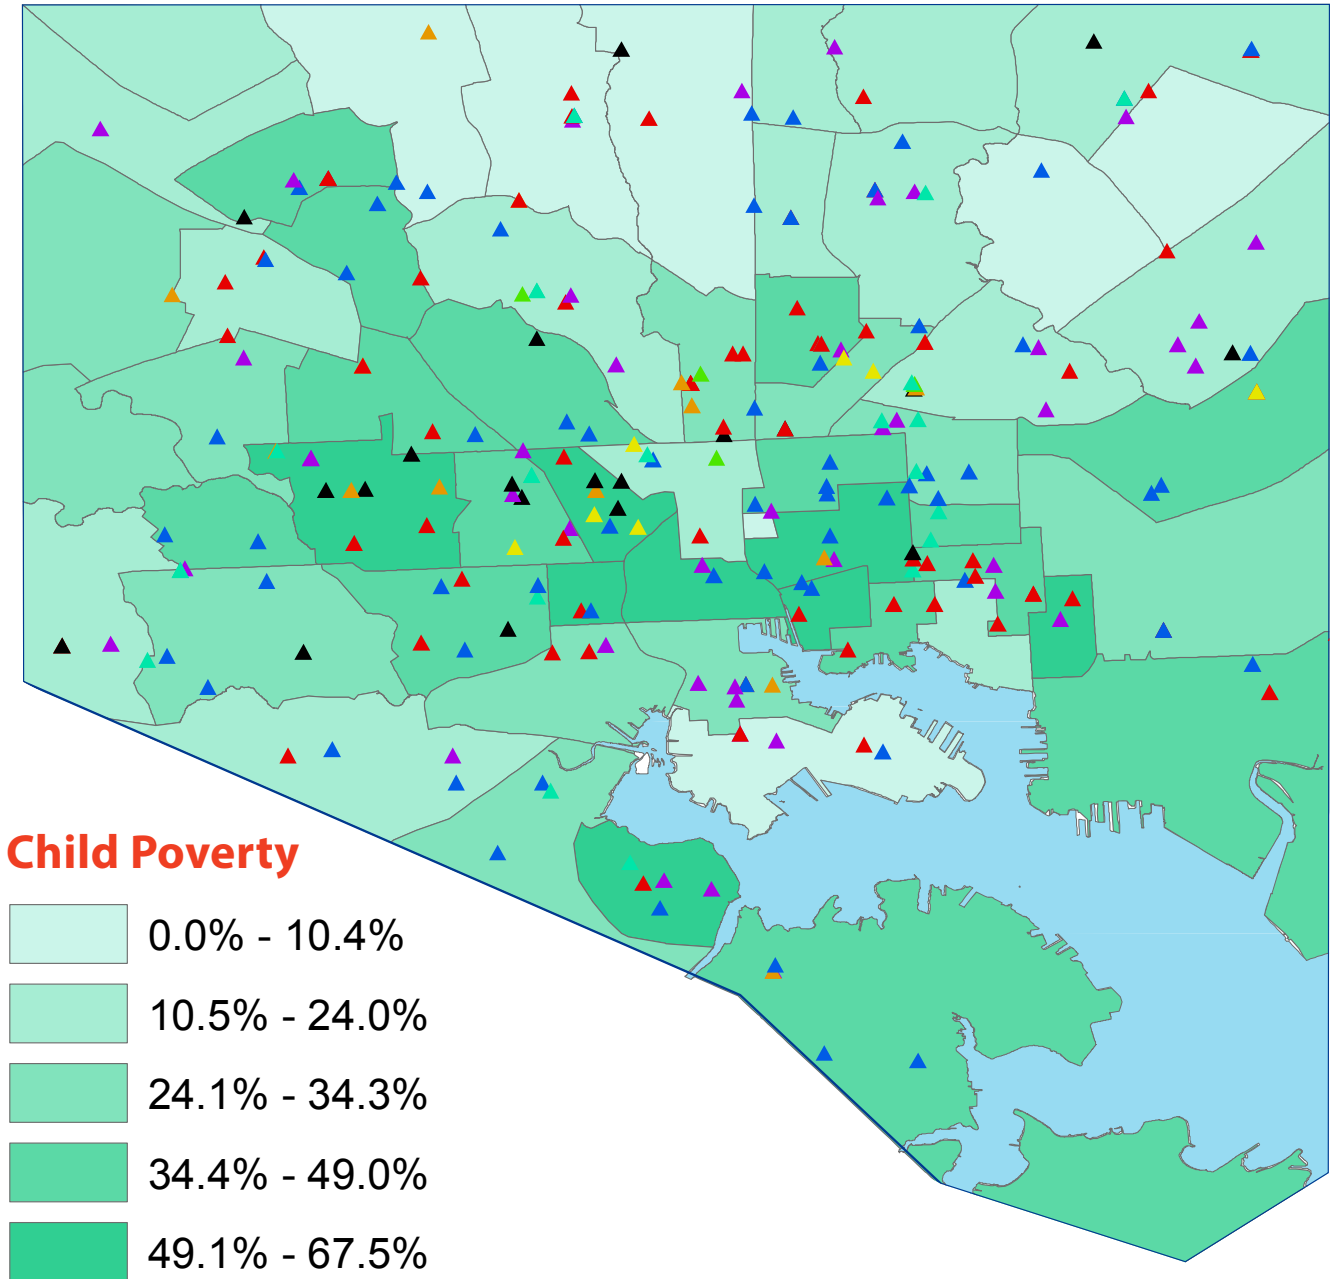 Child Poverty
0.0% - 10.4%
10.5% - 24.0%
24.1% - 34.3%
34.4% - 49.0%
49.1% - 67.5%